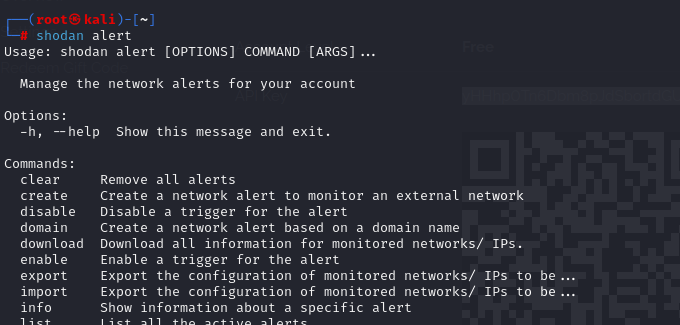 ┌──(root㉿kali)-[~]
└─# shodan alert
Usage: shodan alert [OPTIONS] COMMAND [ARGS]...
Free
Manage the network alerts for your account
Options:
-h, --help  Show this message and exit.
Commands:
clear     Remove all alerts
create    Create a network alert to monitor an external network
disable   Disable a trigger for the alert
domain    Create a network alert based on a domain name
download  Download all information for monitored networks/ IPs.
enable    Enable a trigger for the alert
export    Export the configuration of monitored networks/ IPs to be...
import    Export the configuration of monitored networks/ IPs to be...
info      Show information about a specific alert
list      List all the active alerts